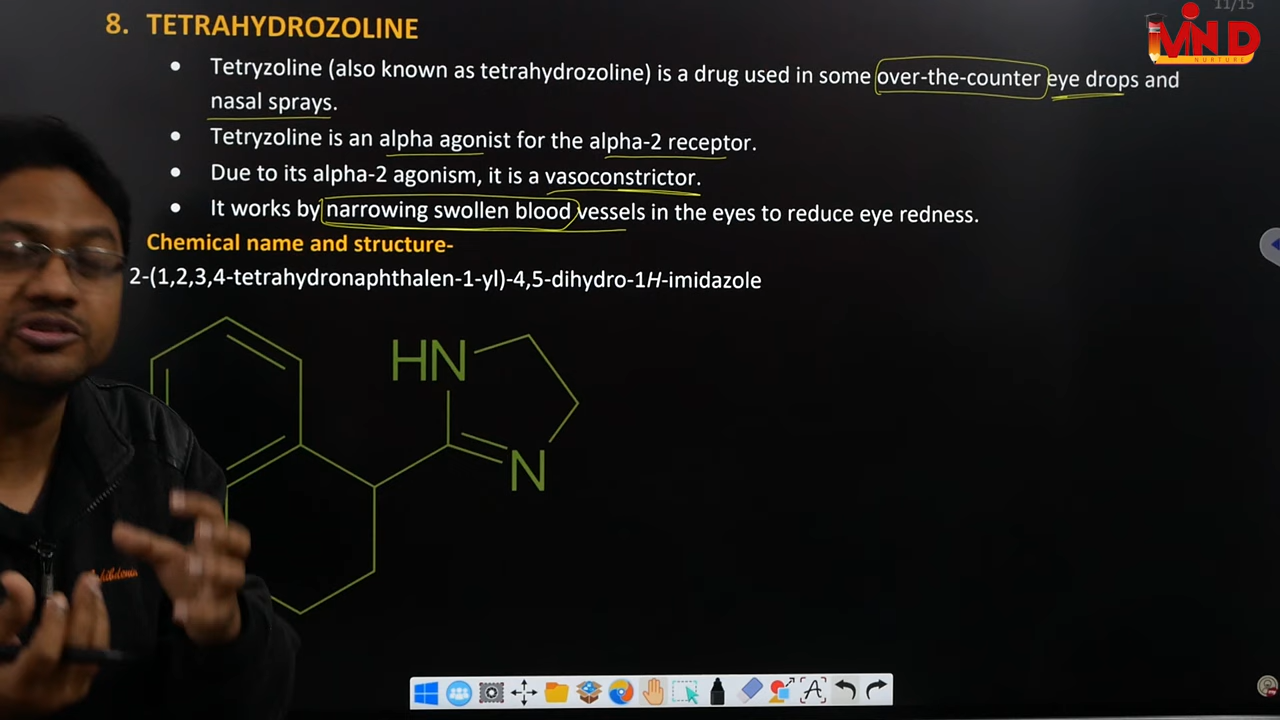 11/15
MIND
NURTURE
8. TETRAHYDROZOLINE
• Tetryzoline (also known as tetrahydrozoline) is a drug used in some over-the-counter eye drops and
nasal sprays.
• Tetryzoline is an alpha agonist for the alpha-2 receptor.
• Due to its alpha-2 agonism, it is a vasoconstrictor.
• It works by narrowing swollen blood vessels in the eyes to reduce eye redness.
Chemical name and structure-
2-(1,2,3,4-tetrahydronaphthalen-1-yl)-4,5-dihydro-1H-imidazole
HN
N
A